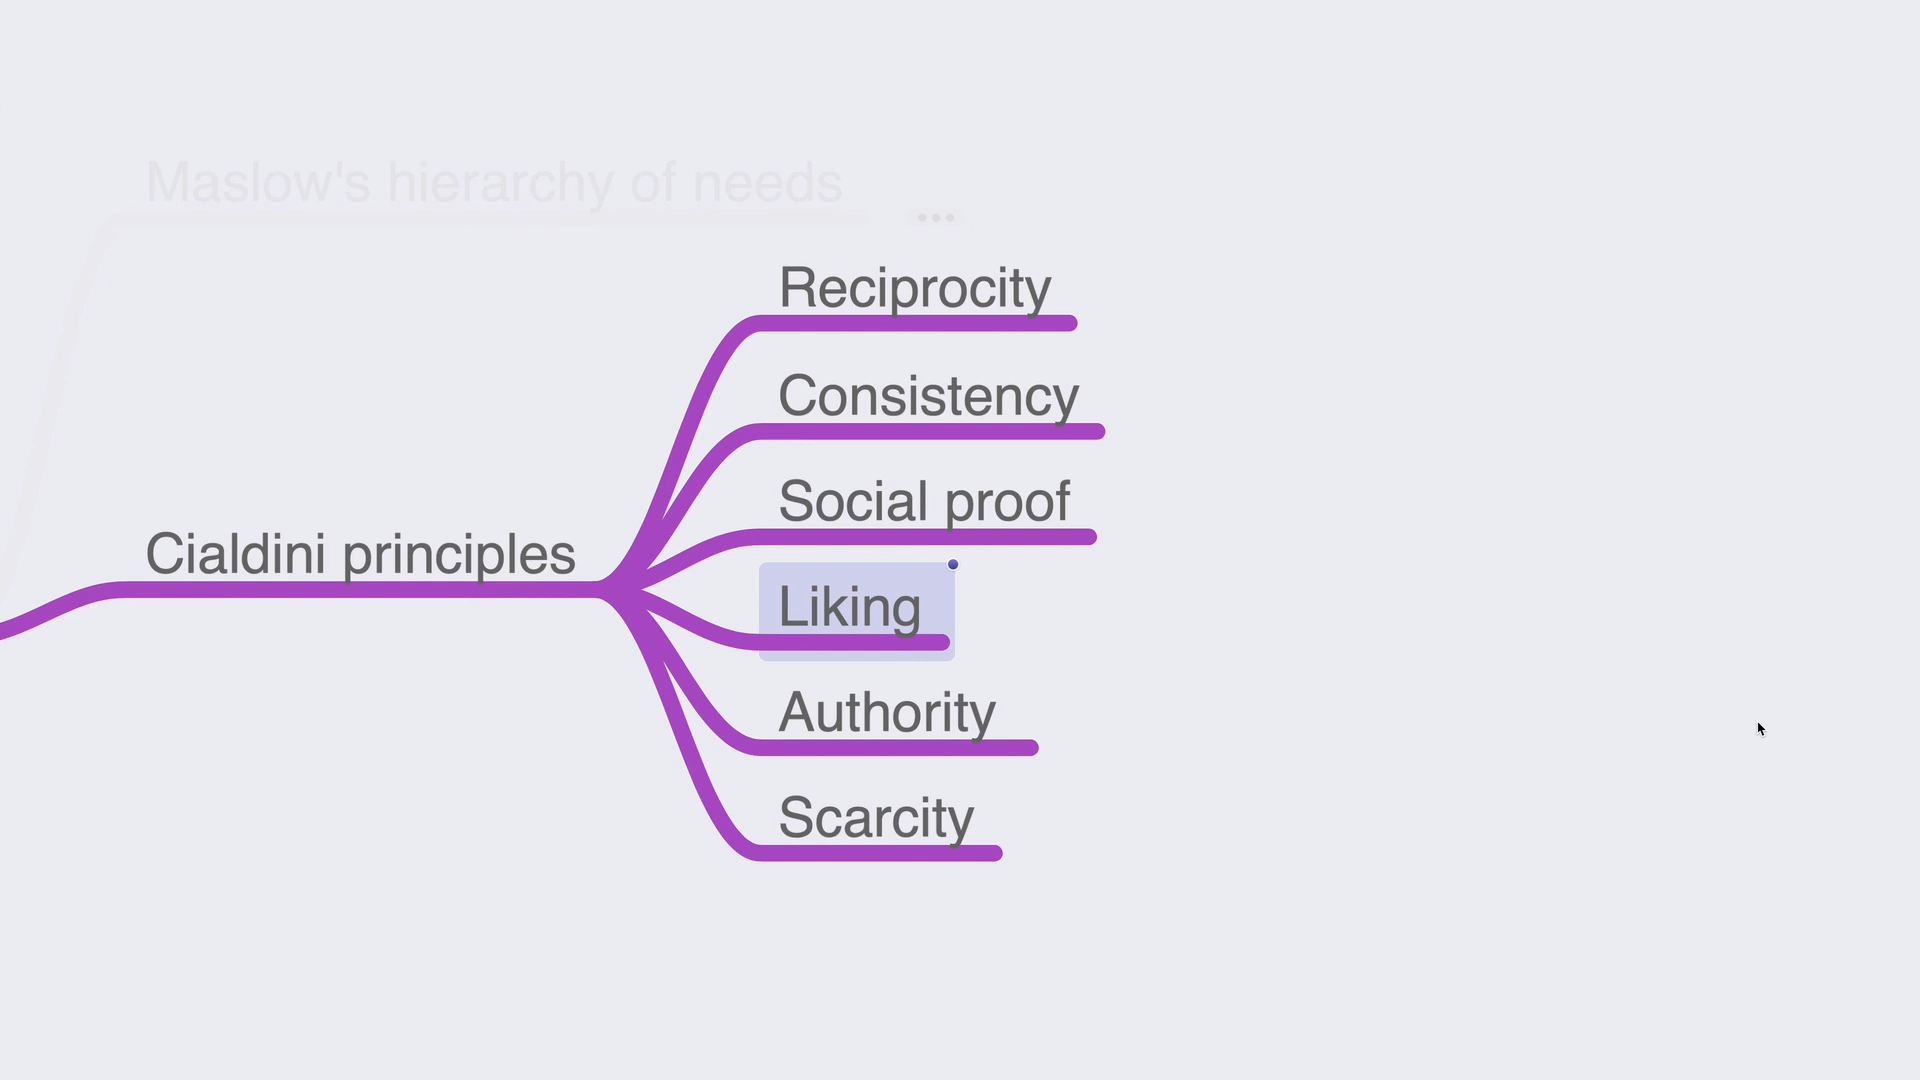 Maslow's hierarchy of needs
Reciprocity
Consistency
Social proof
Cialdini principles
Liking
Authority
Scarcity